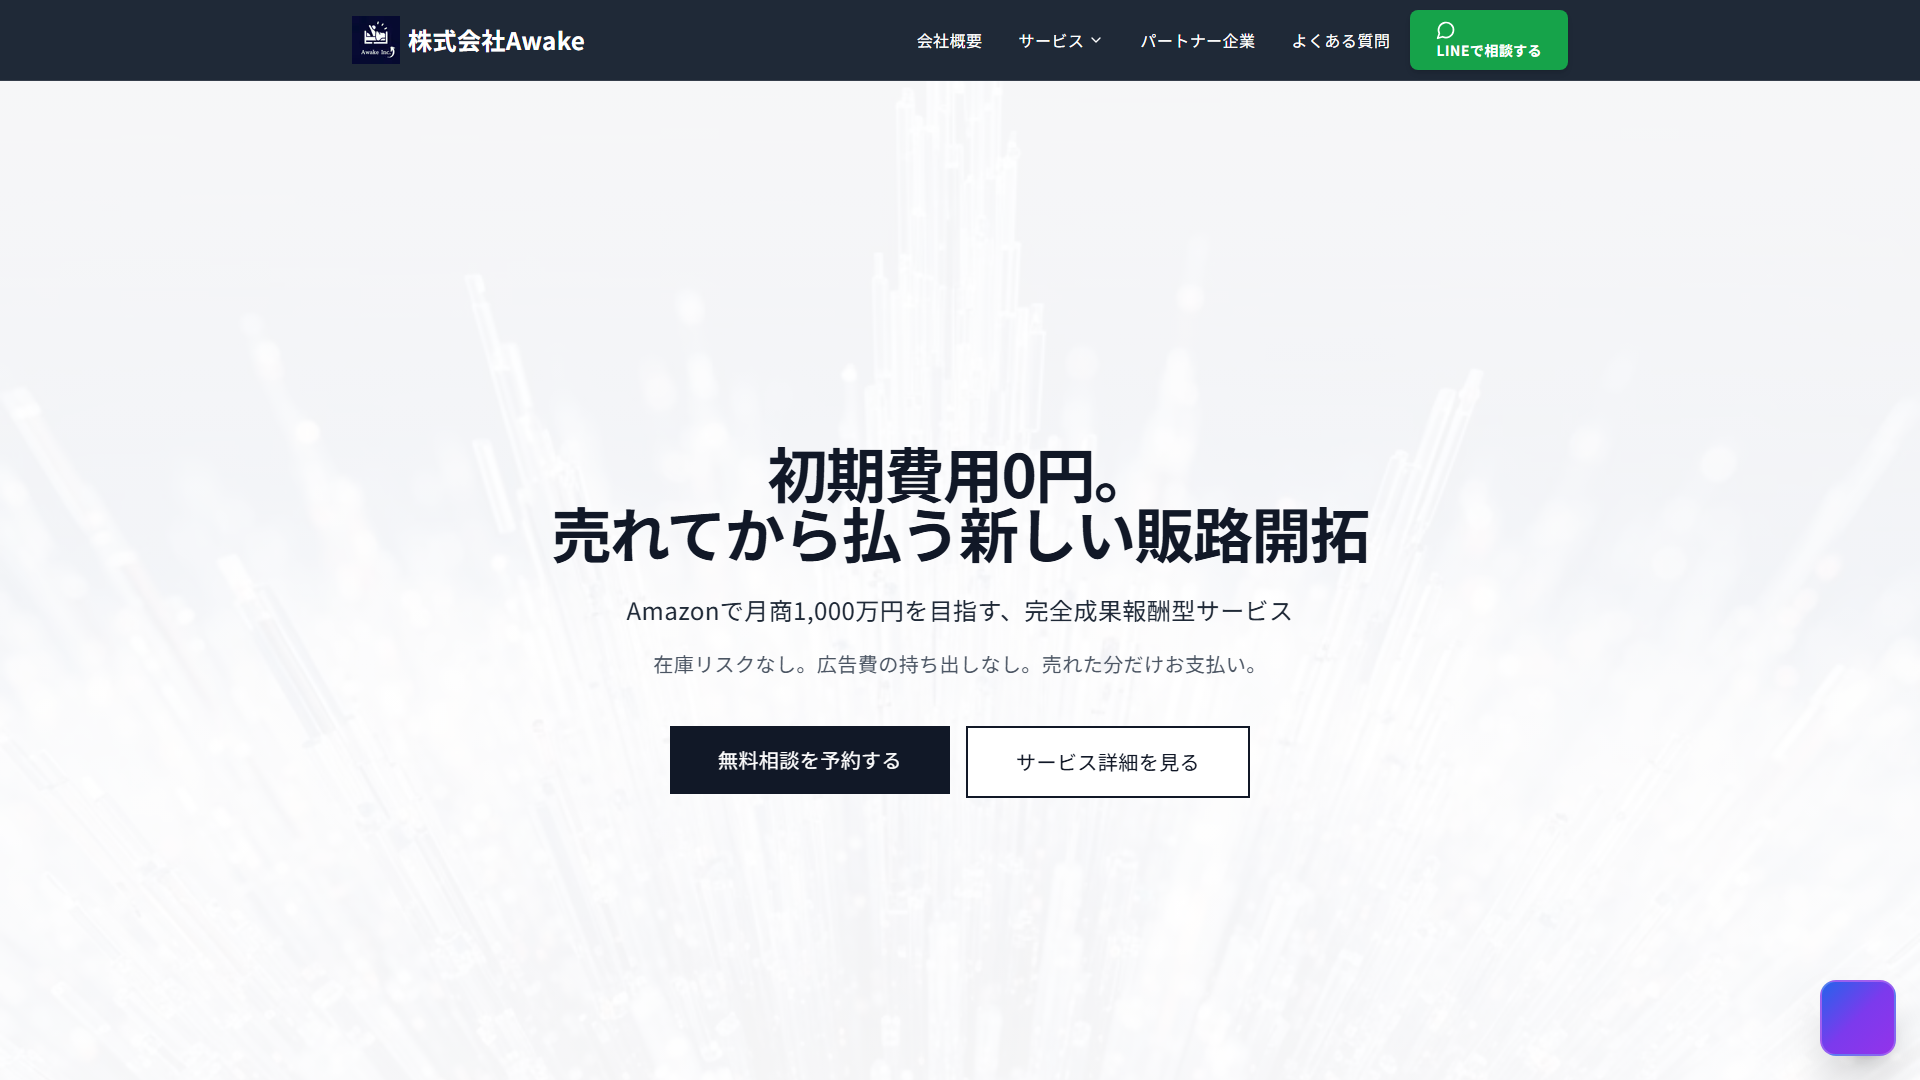 Awake Inc.
株式会社Awake
会社概要
サービス
パートナー企業
よくある質問
LINEで相談する
初期費用0円。
売れてから払う新しい販路開拓
Amazonで月商1,000万円を目指す、完全成果報酬型サービス
在庫リスクなし。広告費の持ち出しなし。売れた分だけお支払い。
無料相談を予約する
サービス詳細を見る